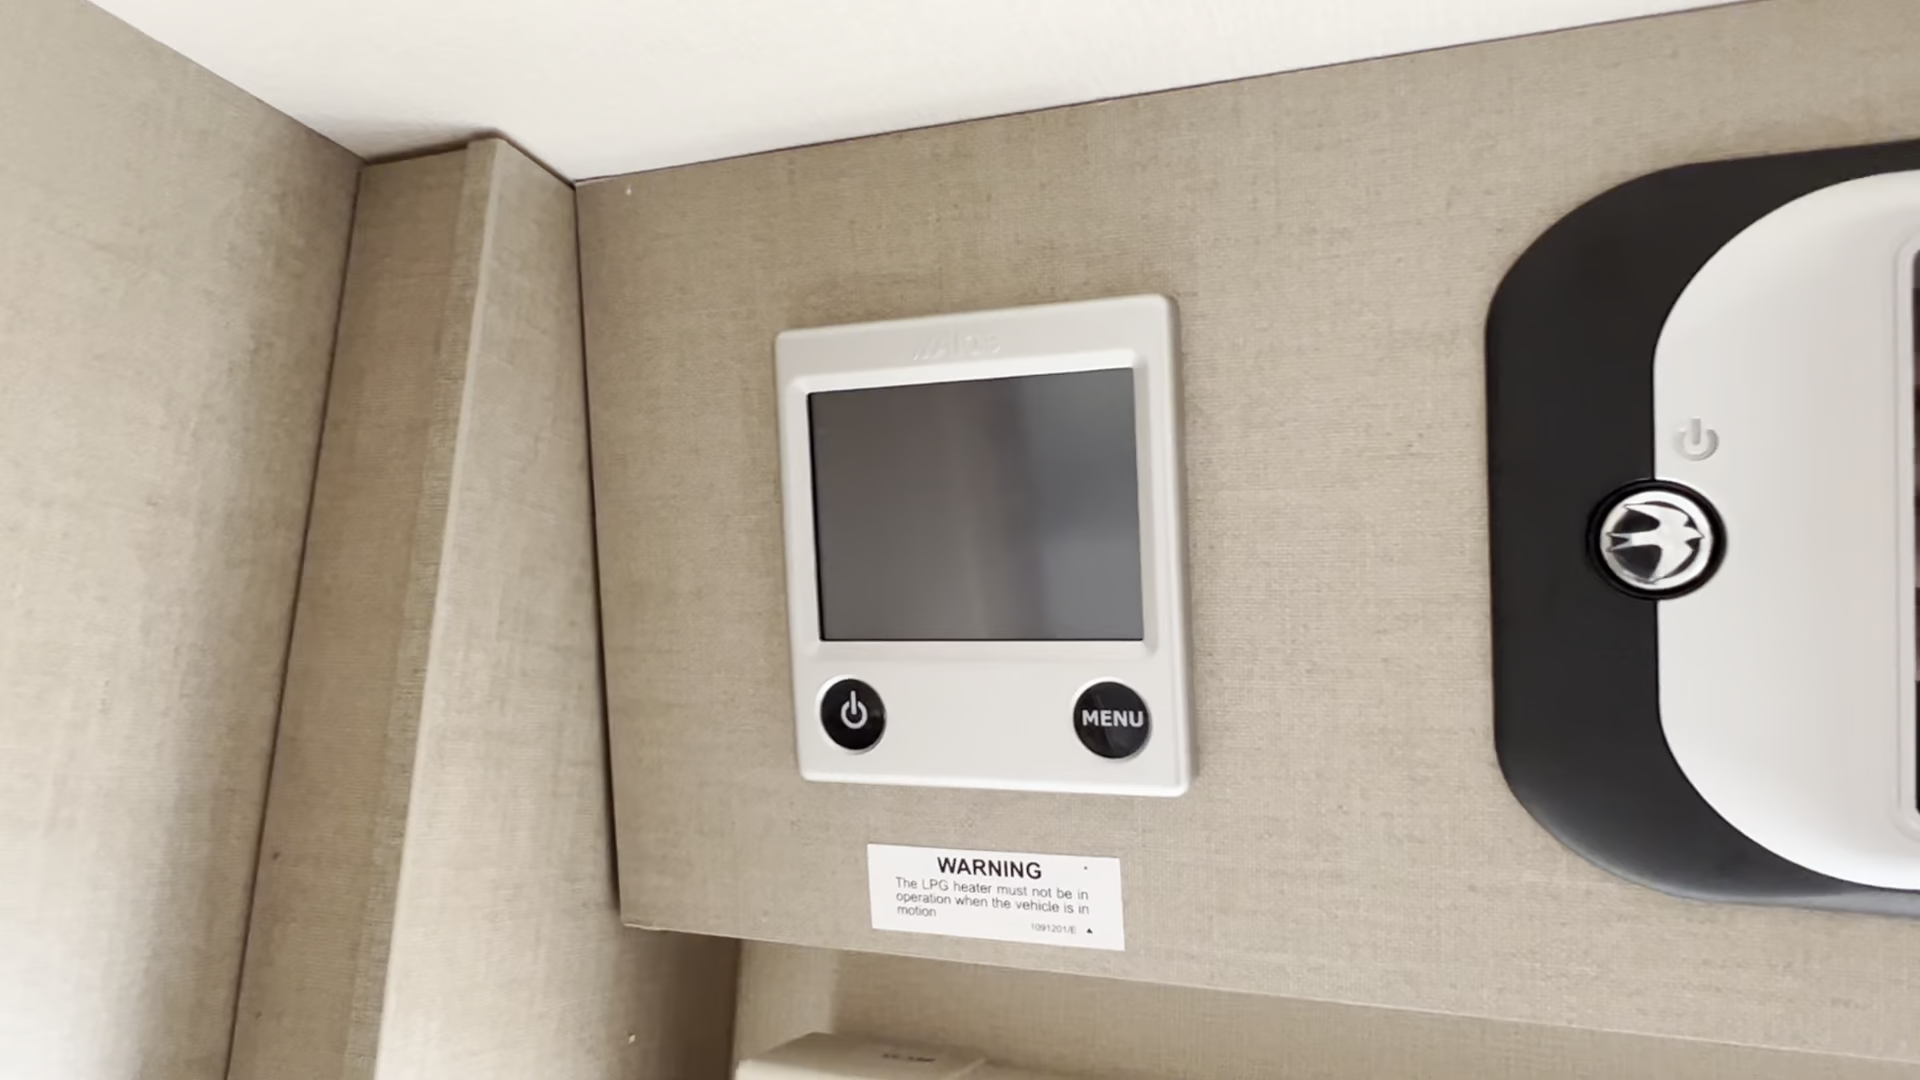 MENU
WARNING
The LPG heater must not be in
operation when the vehicle is in
motion
1091201/E